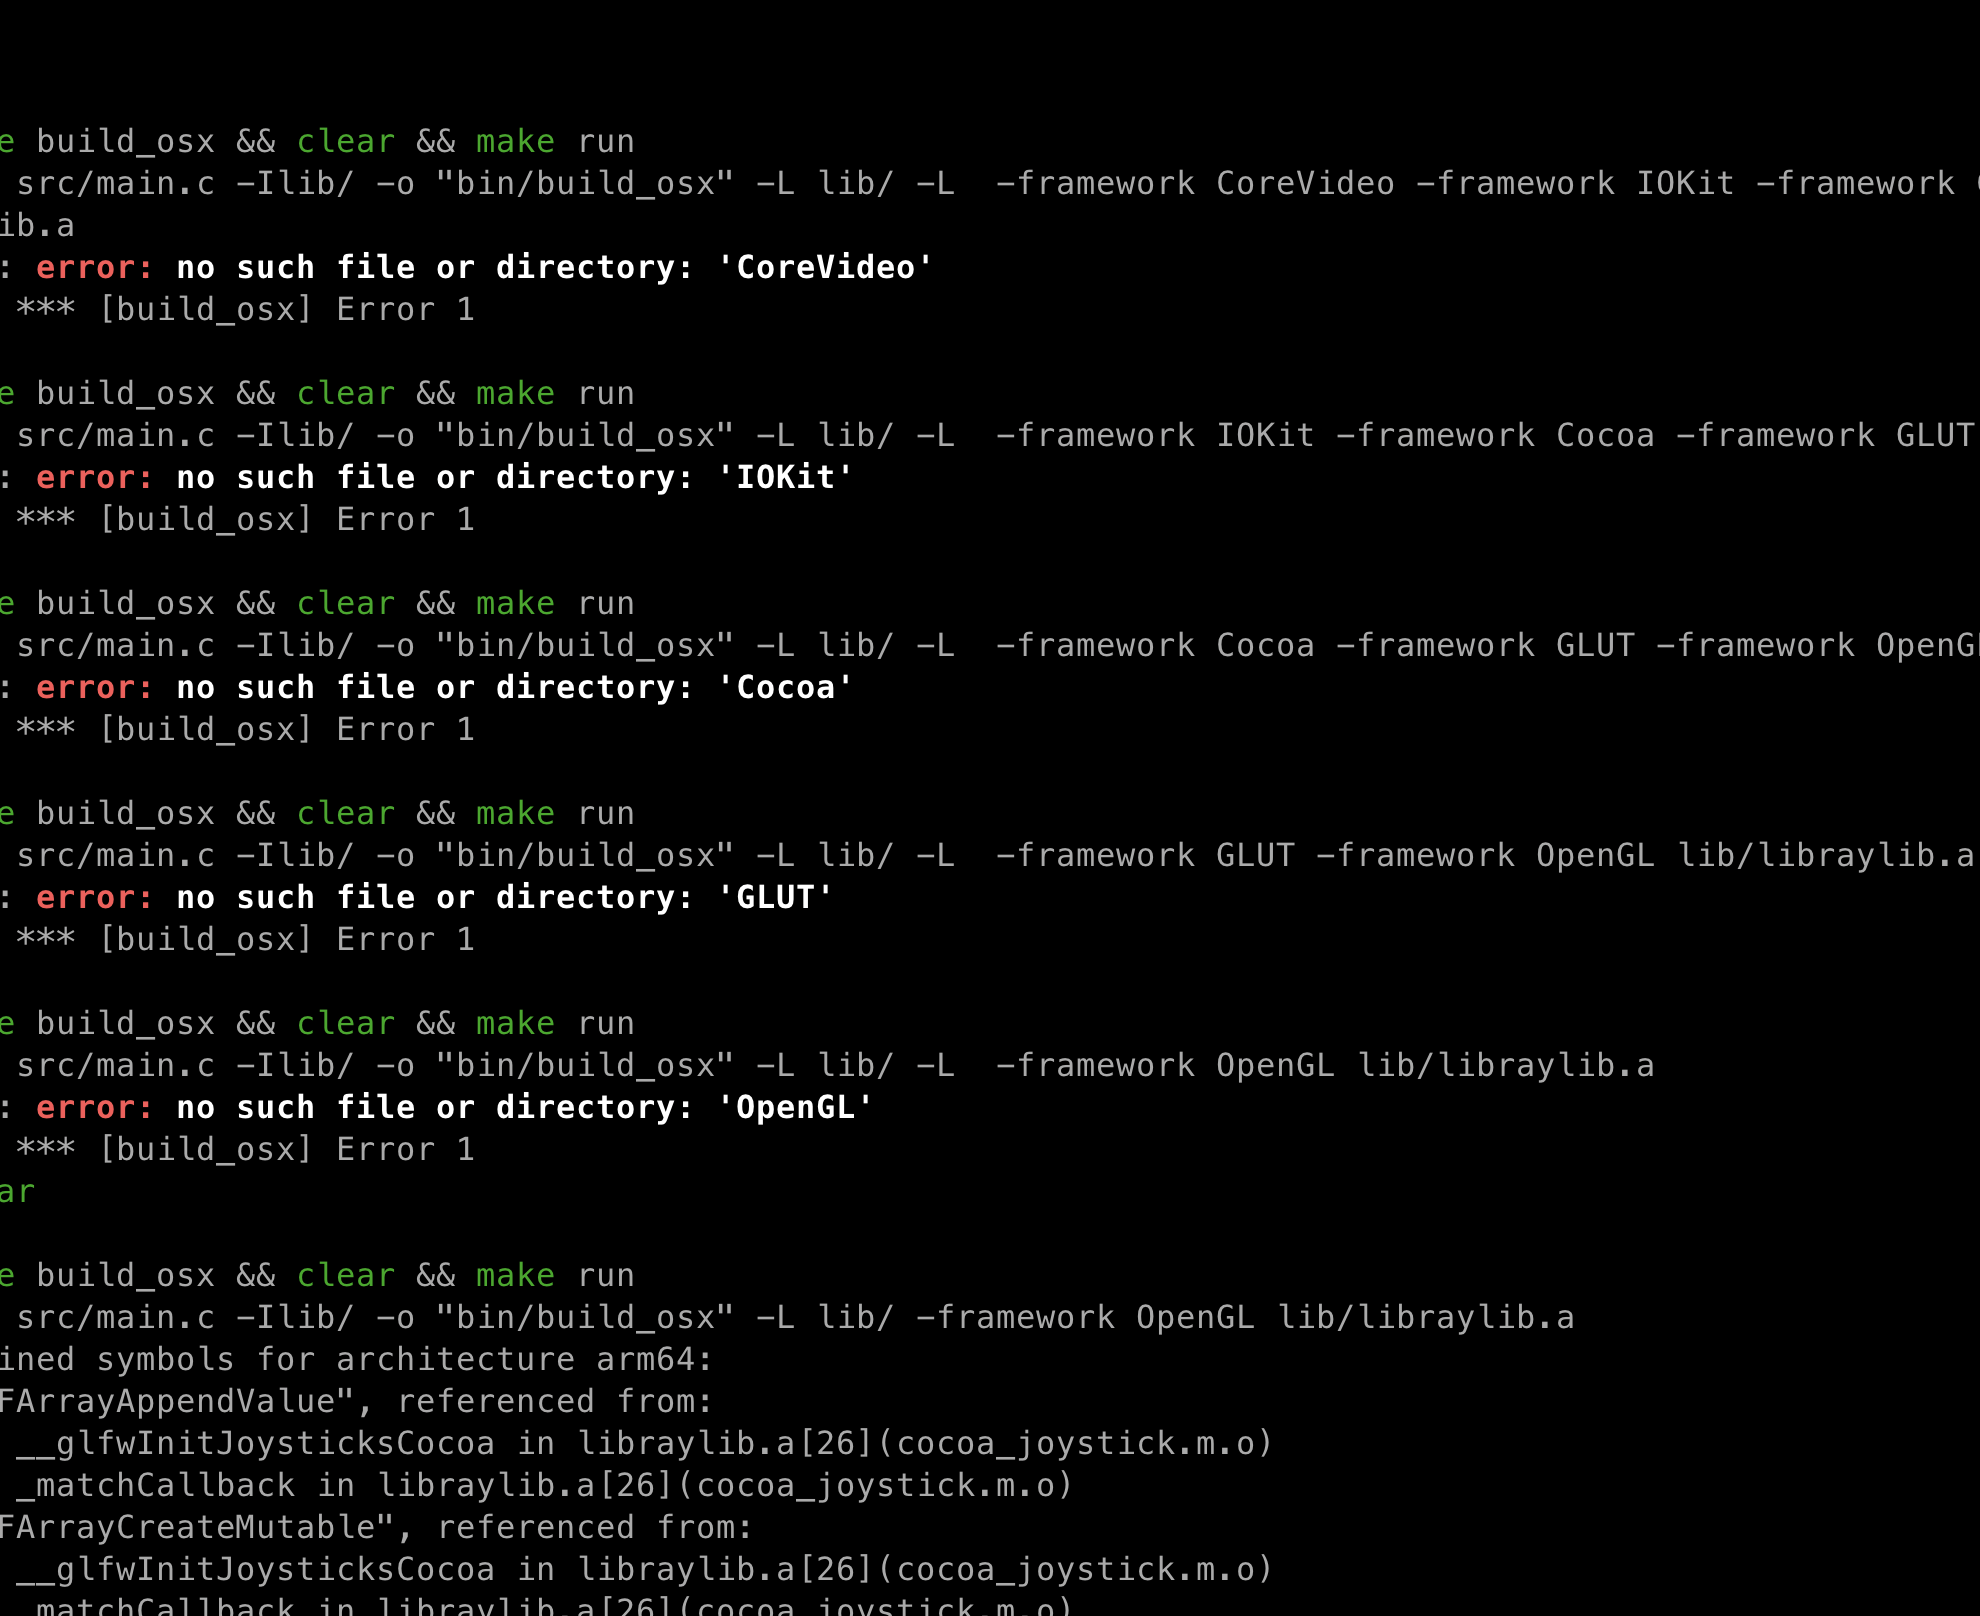 e build_osx && clear && make run
src/main.c -Ilib/ -o "bin/build_osx" -L lib/ -L  -framework CoreVideo -framework IOKit -framework
ib.a
: error: no such file or directory: 'CoreVideo'
*** [build_osx] Error 1
e build_osx && clear && make run
src/main.c -Ilib/ -o "bin/build_osx" -L lib/ -L  -framework IOKit -framework Cocoa -framework GLUT
: error: no such file or directory: 'IOKit'
*** [build_osx] Error 1
e build_osx && clear && make run
src/main.c -Ilib/ -o "bin/build_osx" -L lib/ -L  -framework Cocoa -framework GLUT -framework OpenGL
: error: no such file or directory: 'Cocoa'
*** [build_osx] Error 1
e build_osx && clear && make run
src/main.c -Ilib/ -o "bin/build_osx" -L lib/ -L  -framework GLUT -framework OpenGL lib/libraylib.a
: error: no such file or directory: 'GLUT'
*** [build_osx] Error 1
e build_osx && clear && make run
src/main.c -Ilib/ -o "bin/build_osx" -L lib/ -L  -framework OpenGL lib/libraylib.a
: error: no such file or directory: 'OpenGL'
*** [build_osx] Error 1
ar
e build_osx && clear && make run
src/main.c -Ilib/ -o "bin/build_osx" -L lib/ -framework OpenGL lib/libraylib.a
ined symbols for architecture arm64:
FArrayAppendValue", referenced from:
__glfwInitJoysticksCocoa in libraylib.a[26](cocoa_joystick.m.o)
_matchCallback in libraylib.a[26](cocoa_joystick.m.o)
FArrayCreateMutable", referenced from:
__glfwInitJoysticksCocoa in libraylib.a[26](cocoa_joystick.m.o)
_matchCallback in libraylib.a[26](cocoa_joystick.m.o)